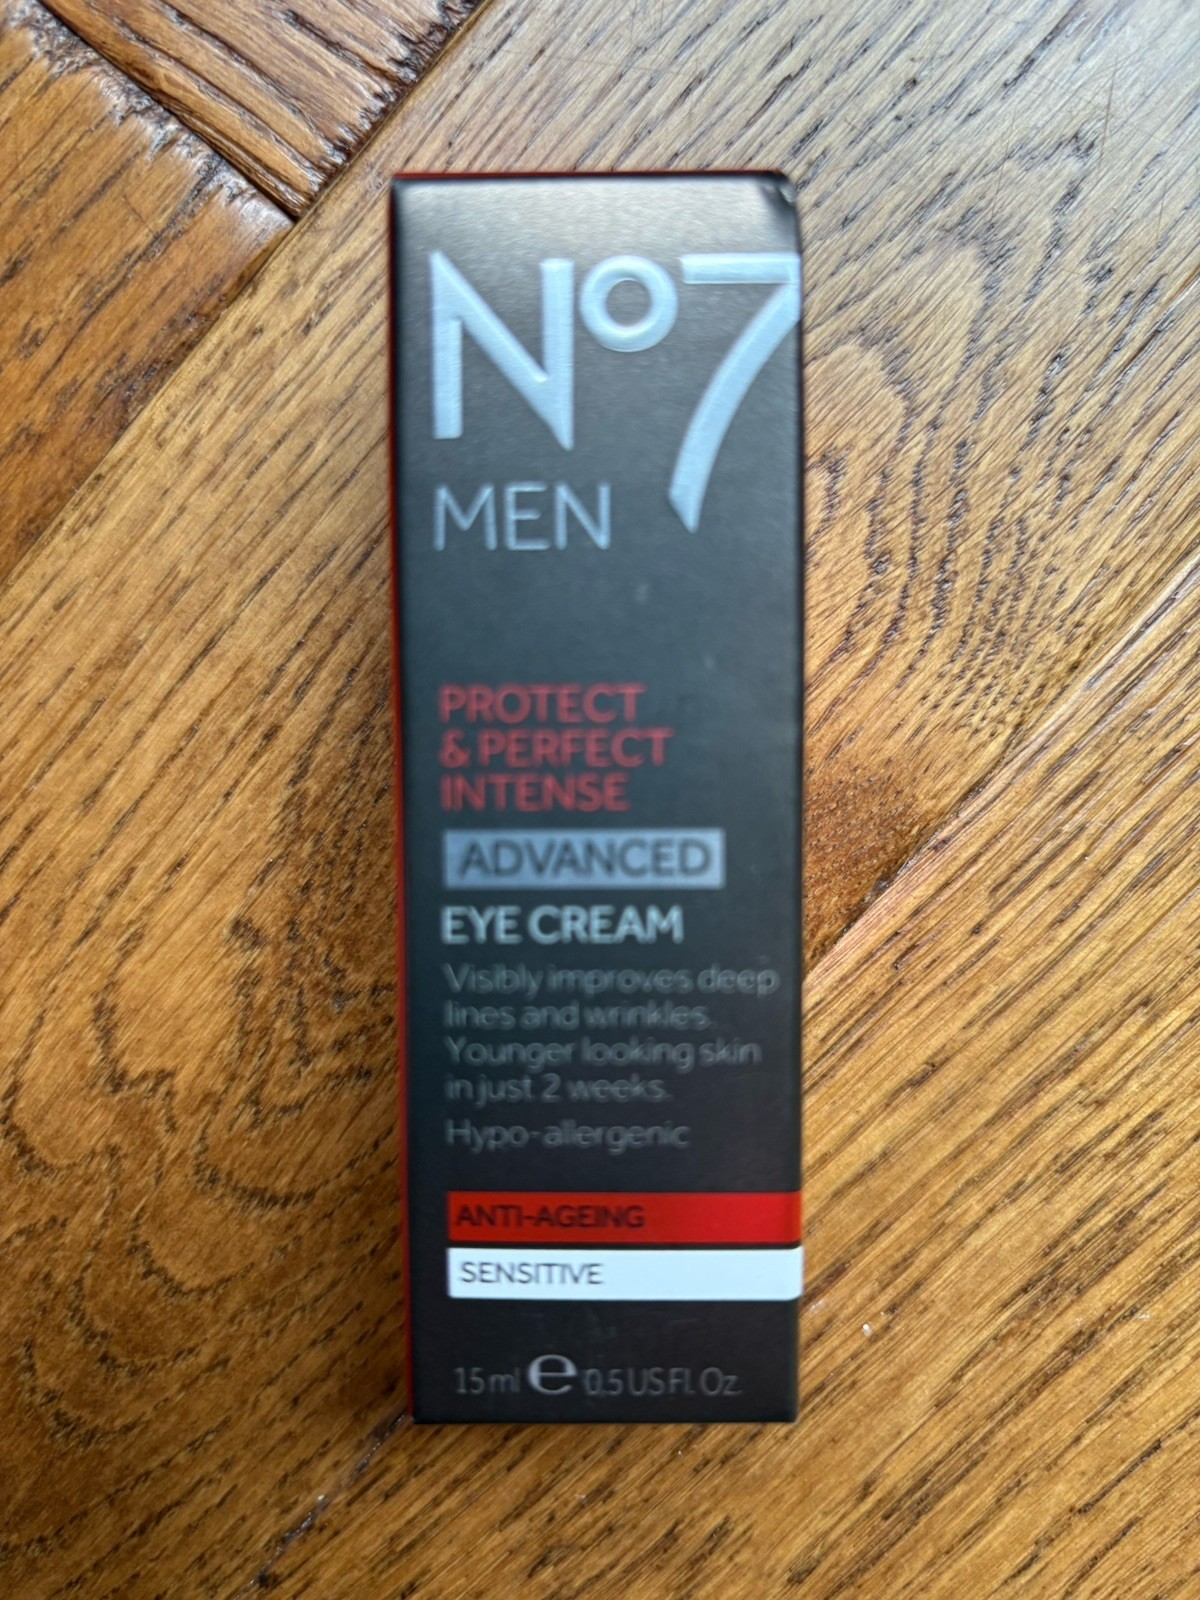 No7
MEN
PROTECT
& PERFECT
INTENSE
ADVANCED
EYE CREAM
Visibly improves deep
lines and wrinkles.
Younger looking skin
in just 2 weeks.
Hypo-allergenic
ANTI-AGEING
SENSITIVE
15ml e 0.5 US Fl. Oz.